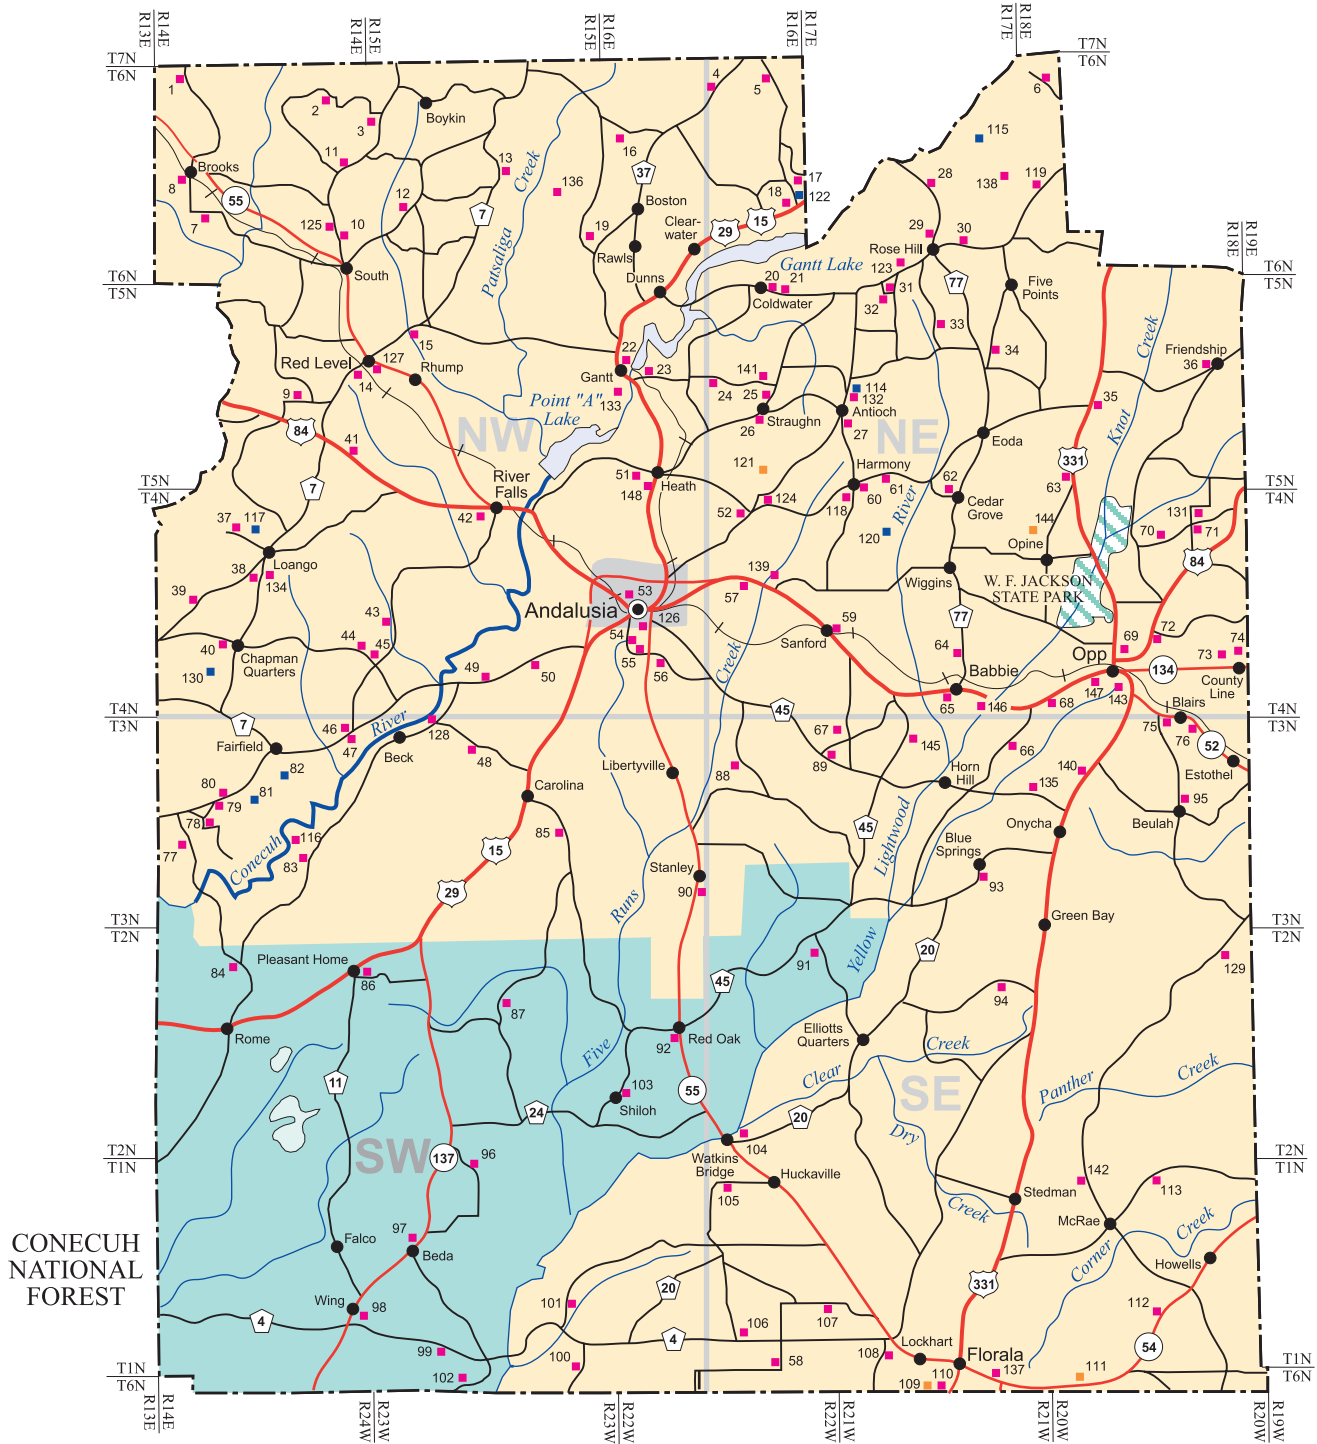 R13E
R14E
R14E
R15E
R15E
R16E
R16E
R17E
R17E
R18E
T7N
T6N
T7N
T6N
1
2
3
4
5
6
Boykin
115
Brooks
8
11
12
13
Creek
136
16
37
17
18
122
28
138
119
55
7
125
10
7
Patsaliga
Boston
Clear-
water
29
15
19
Rawls
Dunns
29
30
Rose Hill
Gantt Lake
123
77
R18E
R19E
South
T6N
T5N
T6N
T5N
20
21
Coldwater
31
32
Five
Points
33
34
Creek
Friendship
36
15
Red Level
127
14
Rhump
22
Gantt
23
133
24
141
25
26
Straughn
114
132
Antioch
27
35
Knot
9
84
41
NW
Point "A"
Lake
NE
Eoda
331
121
Harmony
61
60
118
62
Cedar
Grove
63
River
Falls
42
51
148
Heath
52
124
120
River
T5N
T4N
T5N
T4N
7
37
117
Loango
38
134
39
144
Opine
131
70
71
84
Wiggins
W. F. JACKSON
STATE PARK
139
57
53
Andalusia
126
54
55
56
59
Sanford
77
64
Babbie
65
146
Opp
69
72
134
73
74
County
Line
147
143
68
Blairs
75
76
52
Estothel
43
44
45
40
Chapman
Quarters
130
49
50
Creek
45
T4N
T3N
T4N
T3N
7
Fairfield
46
47
River
128
Beck
48
67
89
145
66
Horn
Hill
135
140
82
81
80
79
78
77
116
83
Conecuh
Carolina
Libertyville
88
85
15
29
45
Lightwood
Blue
Springs
93
Onycha
95
Beulah
Stanley
90
Runs
Green Bay
T3N
T2N
T3N
T2N
Pleasant Home
84
86
87
91
45
Yellow
20
94
129
Rome
Red Oak
92
Elliotts
Quarters
Five
11
24
103
Shiloh
55
Clear
Creek
20
SE
Dry
Creek
Panther
Creek
SW
137
96
104
Watkins
Bridge
105
Huckaville
T2N
T1N
T2N
T1N
142
113
Stedman
McRae
Creek
Corner
Howells
CONECUH
NATIONAL
FOREST
Falco
97
Beda
Wing
98
4
99
102
101
100
20
4
106
107
58
108
Lockhart
331
Florala
109
110
137
111
112
54
T1N
T6N
T1N
T6N
R13E
R14E
R24W
R23W
R23W
R22W
R22W
R21W
R21W
R20W
R20W
R19W